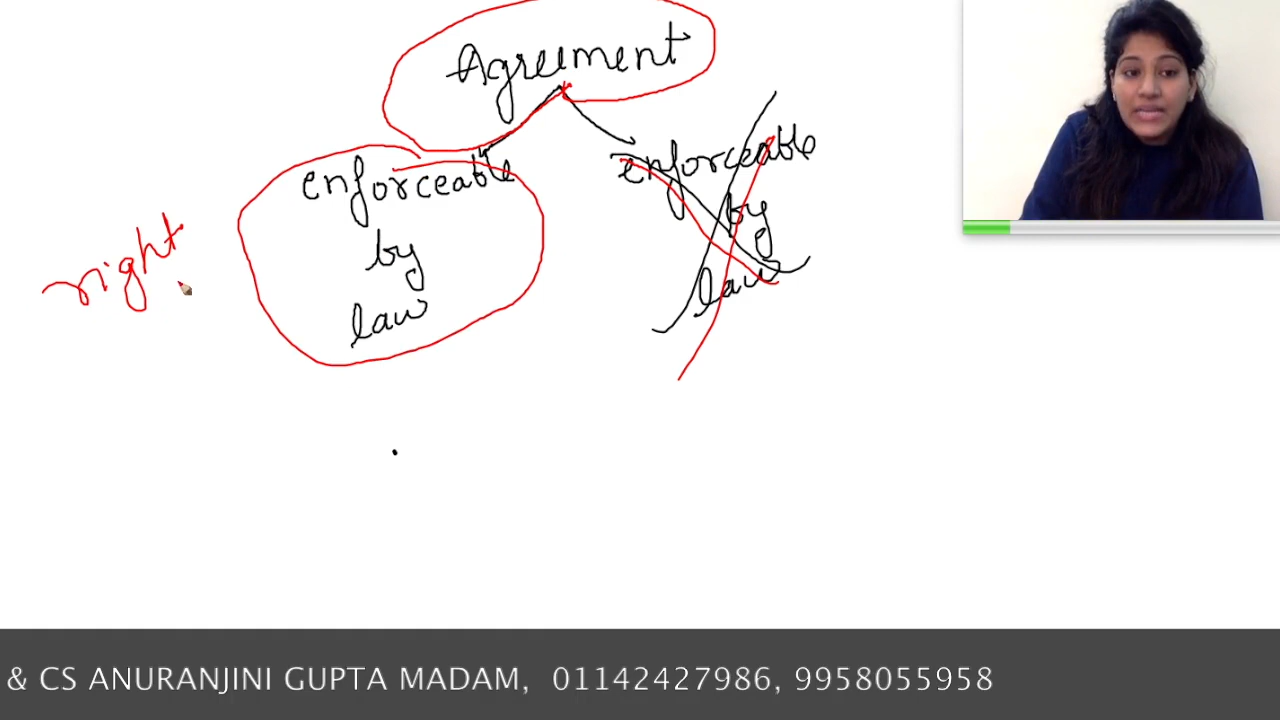 Agreement
enforceable
by
law
enforceable
by
law
right
& CS ANURANJINI GUPTA MADAM, 01142427986, 9958055958